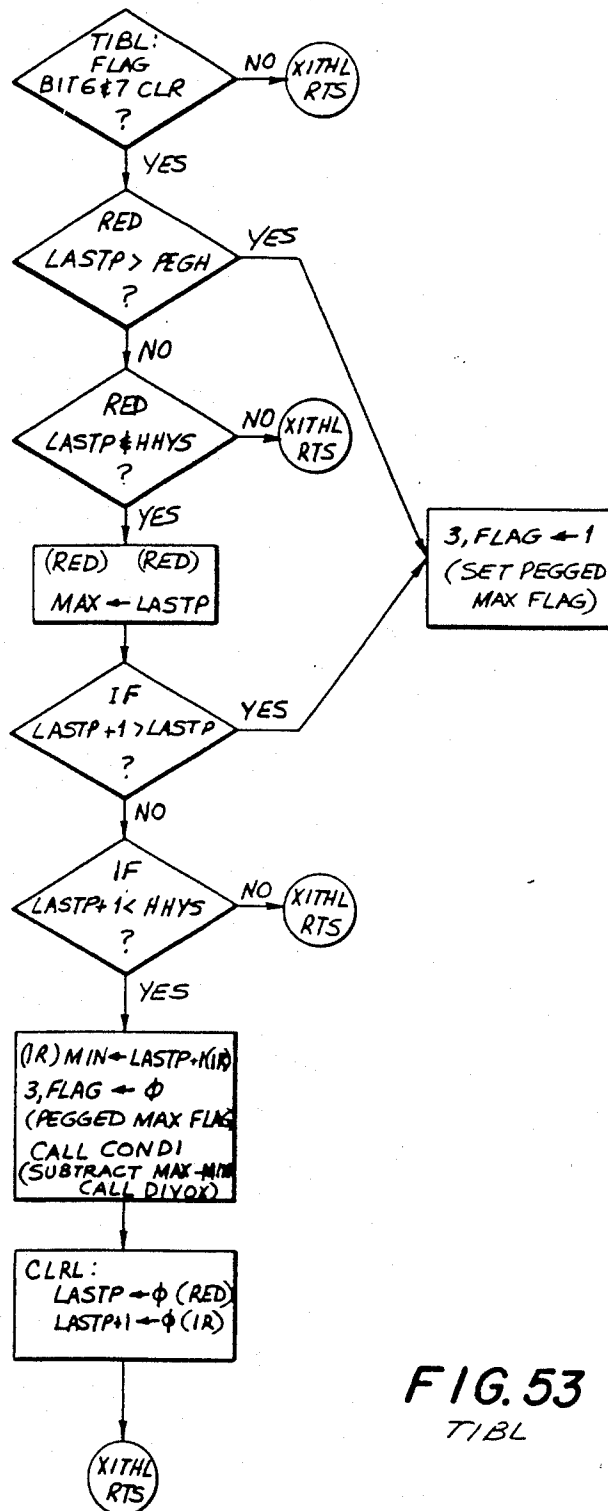 TIBL:
FLAG
BIT 6 & 7 CLR
?
NO
XITHL
RTS
YES
RED
LASTP > PEGH
?
YES
NO
RED
LASTP & HHYS
?
NO
XITHL
RTS
YES
(RED) (RED)
MAX ← LASTP
3, FLAG ← 1
(SET PEGGED
MAX FLAG)
IF
LASTP+1 > LASTP
?
YES
NO
IF
LASTP+1 < HHYS
?
NO
XITHL
RTS
YES
(IR) MIN ← LASTP+1(IR)
3, FLAG ← ϕ
(PEGGED MAX FLAG
CALL CONDI
(SUBTRACT MAX-MIN
CALL DIVOX)
CLRL:
LASTP ← ϕ (RED)
LASTP+1 ← ϕ (IR)
XITHL
RTS
FIG. 53
TIBL